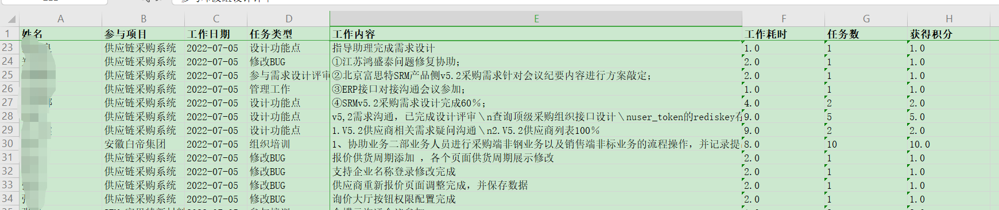 A B C D E F G H
1 姓名 参与项目 工作日期 任务类型 工作内容 工作耗时 任务数 获得积分
23 供应链采购系统 2022-07-05 设计功能点 指导助理完成需求设计 1.0 1 1.0
24 供应链采购系统 2022-07-05 修改BUG ①江苏鸿盛泰问题修复协助； 2.0 1 1.0
25 供应链采购系统 2022-07-05 参与需求设计评审 ②北京富思特SRM产品侧v5.2采购需求针对会议纪要内容进行方案敲定； 2.0 1 1.0
26 供应链采购系统 2022-07-05 管理工作 ③ERP接口对接沟通会议参加； 1.0 1 1.0
27 供应链采购系统 2022-07-05 设计功能点 ④SRMv5.2采购需求设计完成60%； 4.0 2 2.0
28 供应链采购系统 2022-07-05 设计功能点 v5,2需求沟通，已完成设计评审\n查询顶级采购组织接口设计\nuser_token的rediskey存 9.0 5 5.0
29 供应链采购系统 2022-07-05 设计功能点 1.V5.2供应商相关需求疑问沟通\n2.V5.2供应商列表100% 9.0 2 2.0
30 安徽白帝集团 2022-07-05 组织培训 1、协助业务二部业务人员进行采购端非钢业务以及销售端非标业务的流程操作，并记录提 8.0 10 10.0
31 供应链采购系统 2022-07-05 修改BUG 报价供货周期添加 ，各个页面供货周期展示修改 2.0 1 1.0
32 供应链采购系统 2022-07-05 修改BUG 支持企业名称登录修改完成 2.0 1 1.0
33 供应链采购系统 2022-07-05 修改BUG 供应商重新报价页面调整完成，并保存数据 2.0 1 1.0
34 供应链采购系统 2022-07-05 修改BUG 询价大厅按钮权限配置完成 2.0 1 1.0